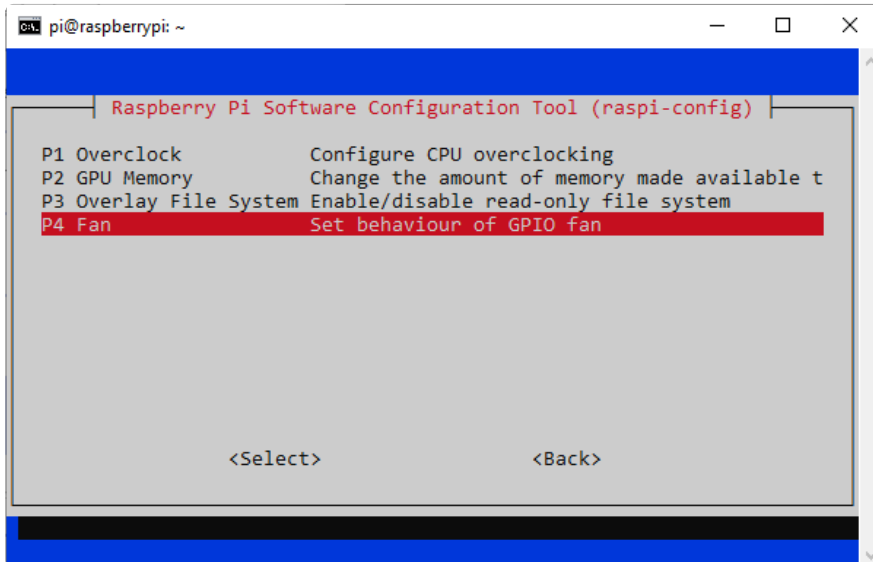 pi@raspberrypi: ~
Raspberry Pi Software Configuration Tool (raspi-config)
P1 Overclock Configure CPU overclocking
P2 GPU Memory Change the amount of memory made available t
P3 Overlay File System Enable/disable read-only file system
P4 Fan Set behaviour of GPIO fan
<Select> <Back>